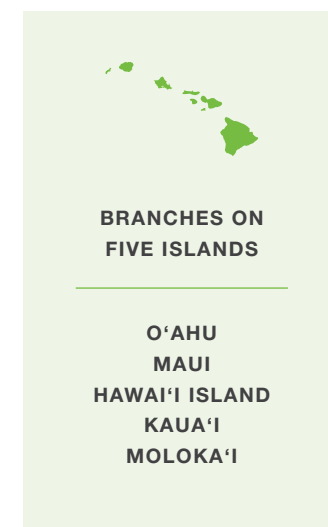 BRANCHES ON
FIVE ISLANDS
O‘AHU
MAUI
HAWAI‘I ISLAND
KAUA‘I
MOLOKA‘I